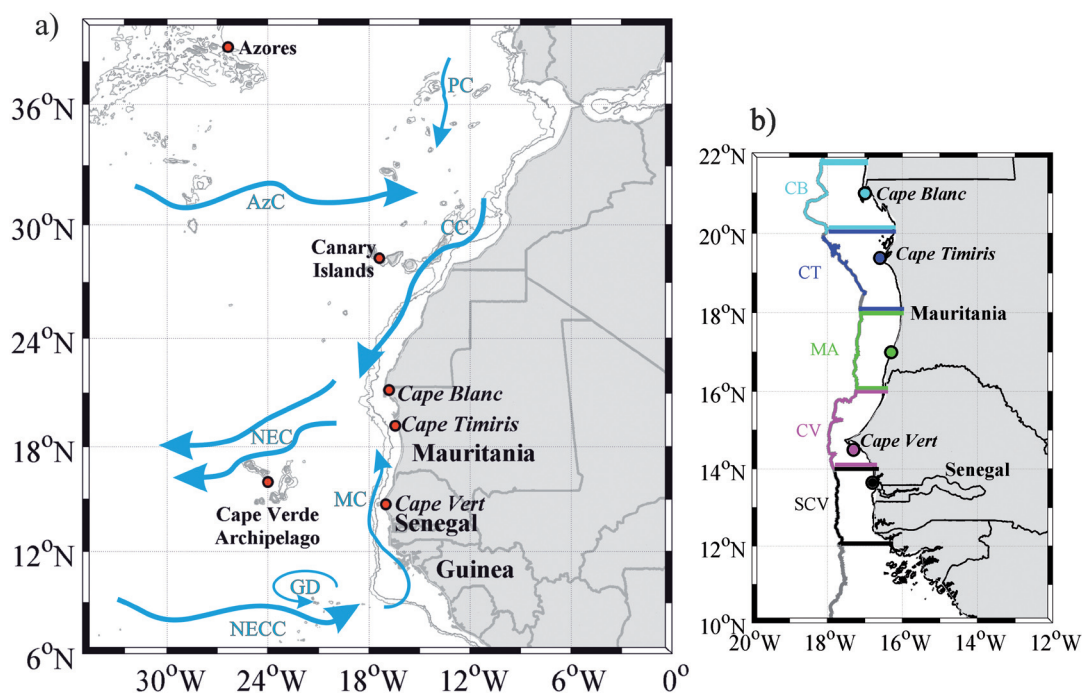 a)
Azores
PC
36°N
AzC
30°N
CC
Canary
Islands
24°N
Cape Blanc
Cape Timiris
NEC
18°N
Mauritania
MC
Cape Vert
Cape Verde
Archipelago
Senegal
12°N
Guinea
GD
NECC
6°N
30°W 24°W 18°W 12°W 6°W 0°
b)
22°N
CB
Cape Blanc
20°N
Cape Timiris
CT
18°N
Mauritania
MA
16°N
CV
Cape Vert
14°N
Senegal
SCV
12°N
10°N
20°W 18°W 16°W 14°W 12°W